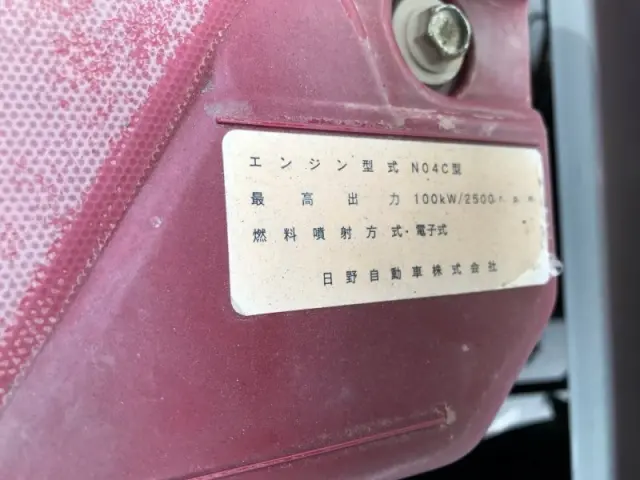 エンジン型式 N04C型
最高出力 100kW/2500r.p.m
燃料噴射方式・電子式
日野自動車株式会社